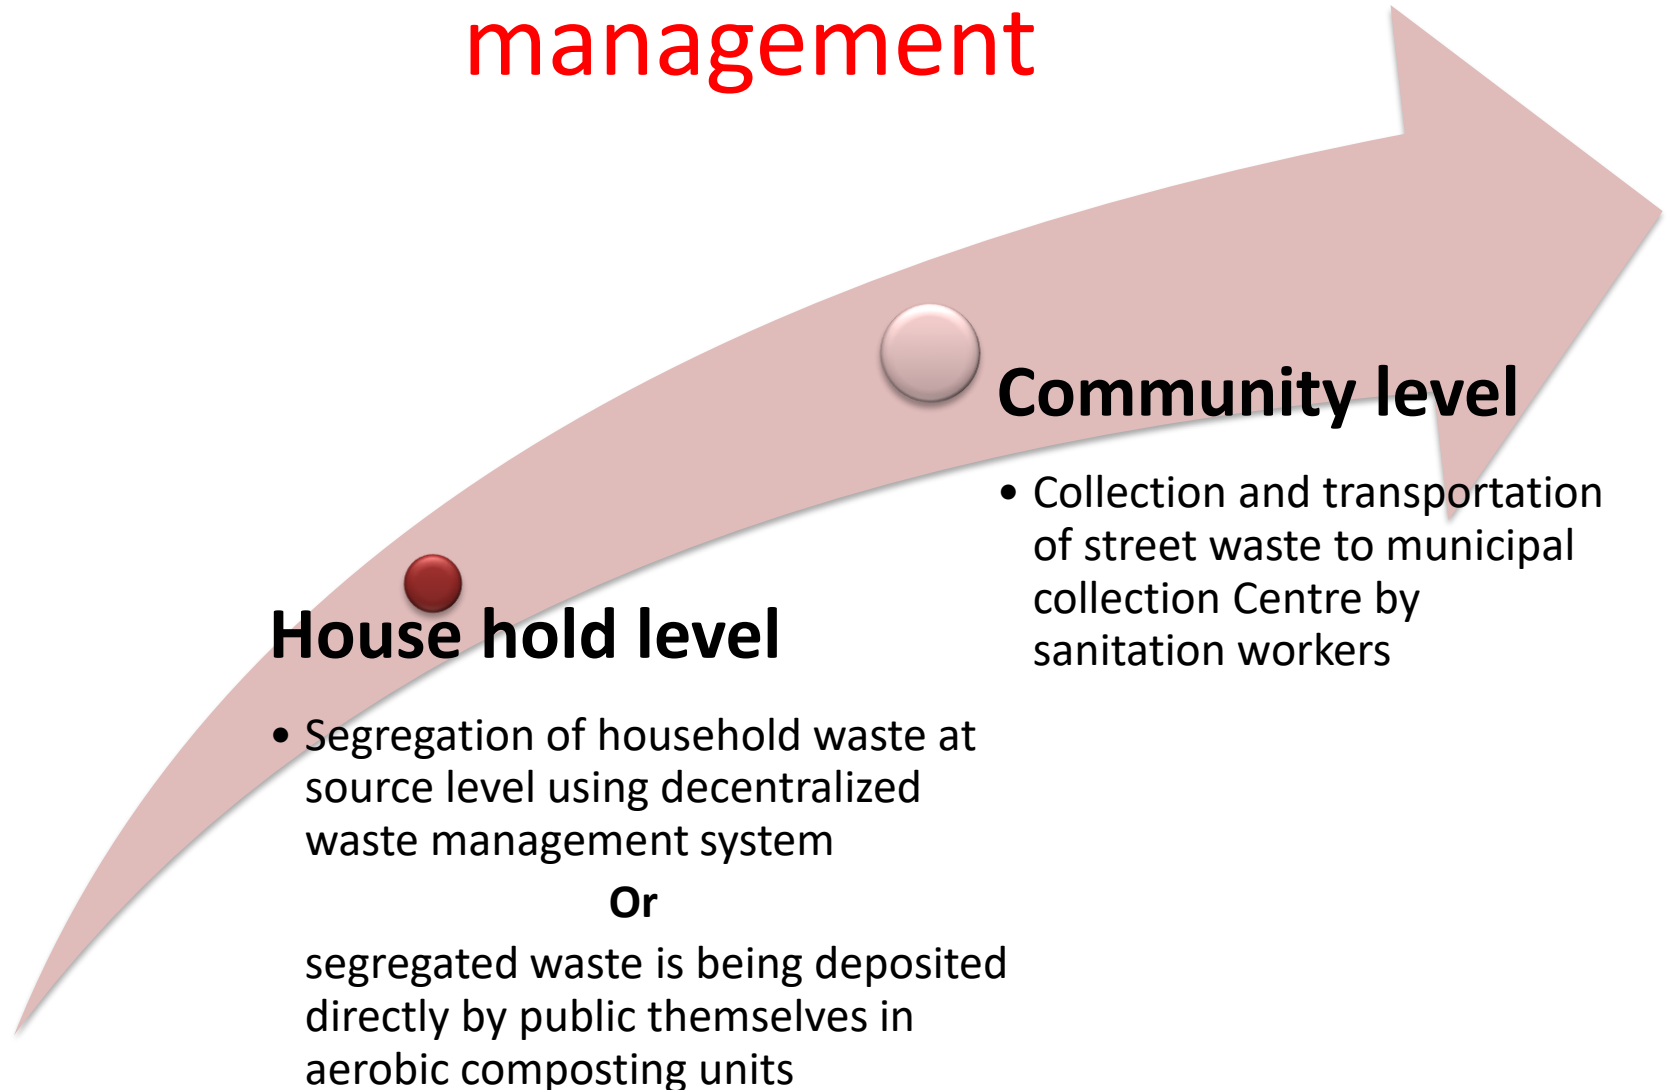 management
Community level
• Collection and transportation
of street waste to municipal
collection Centre by
sanitation workers
House hold level
• Segregation of household waste at
source level using decentralized
waste management system
Or
segregated waste is being deposited
directly by public themselves in
aerobic composting units